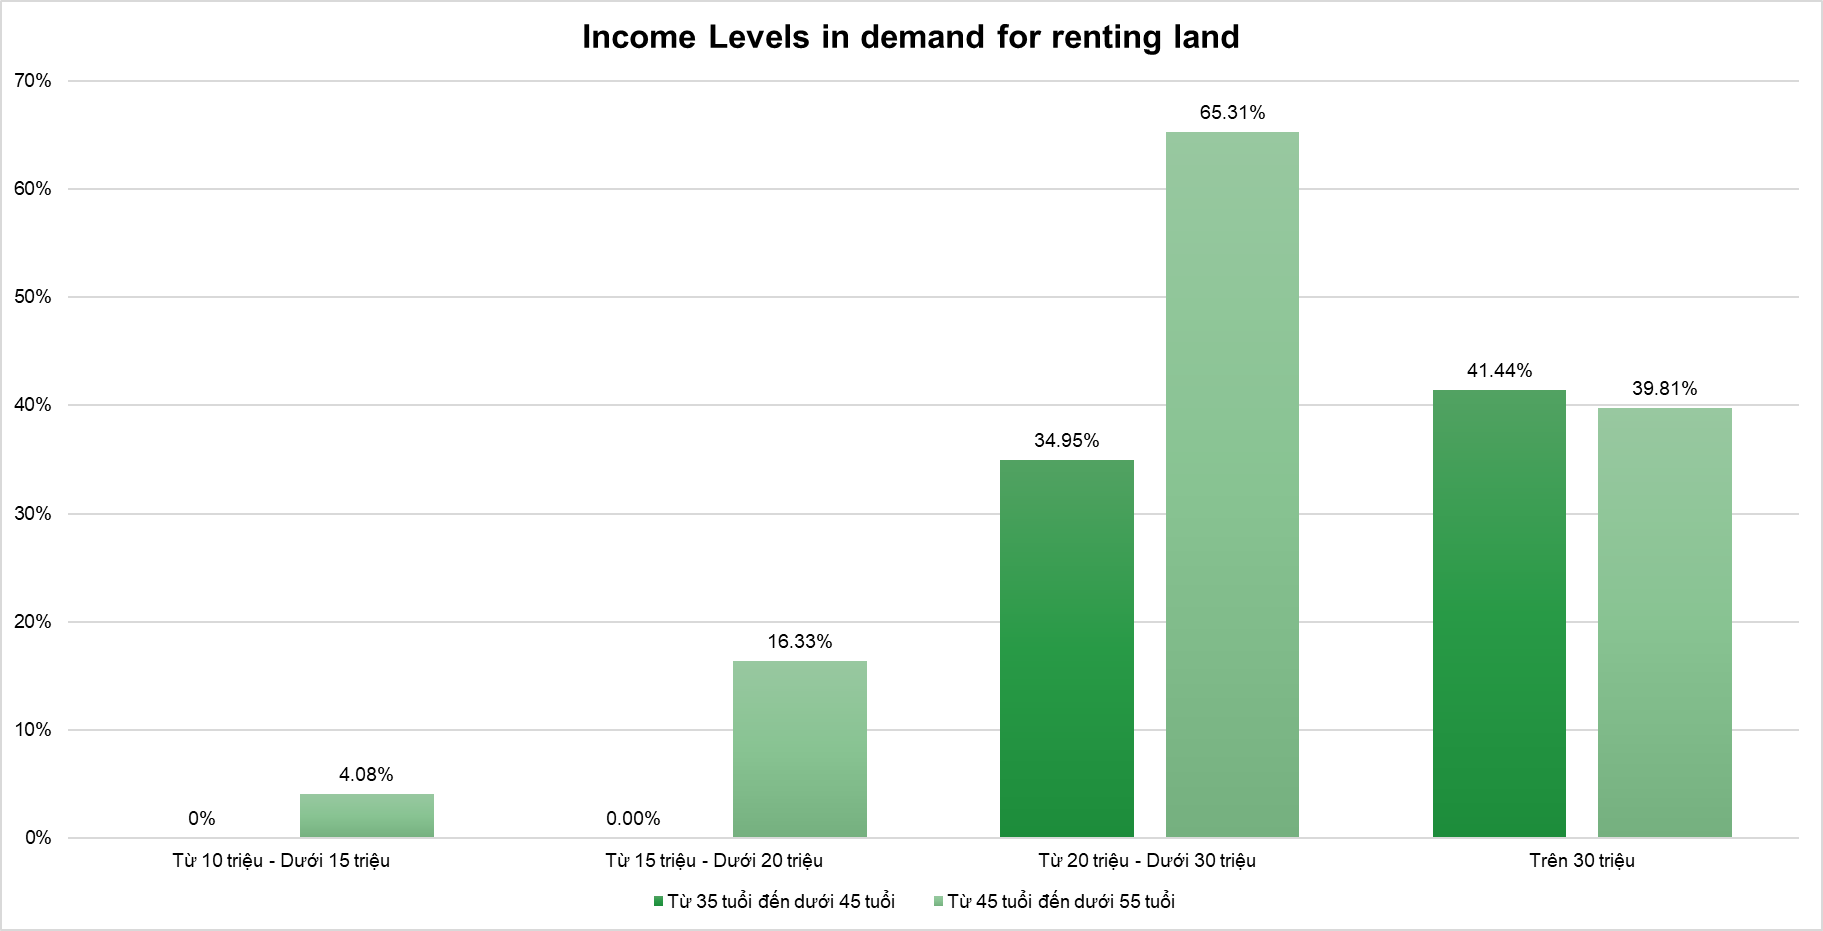 Income Levels in demand for renting land
70%
60%
50%
40%
30%
20%
10%
0%
0%
4.08%
0.00%
16.33%
34.95%
65.31%
41.44%
39.81%
Từ 10 triệu - Dưới 15 triệu
Từ 15 triệu - Dưới 20 triệu
Từ 20 triệu - Dưới 30 triệu
Trên 30 triệu
Từ 35 tuổi đến dưới 45 tuổi
Từ 45 tuổi đến dưới 55 tuổi